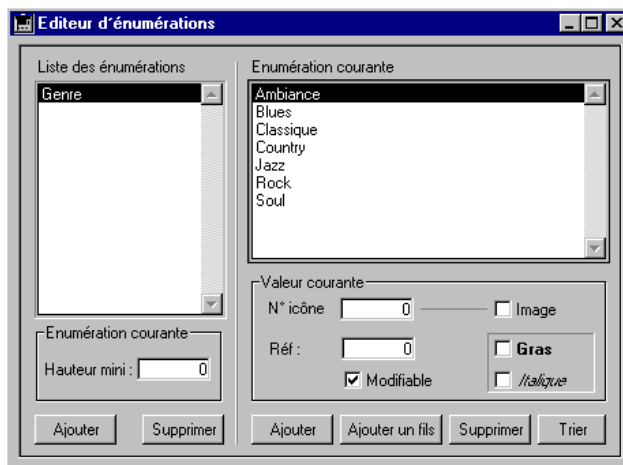 Editeur d'énumérations
Liste des énumérations
Genre
Enumération courante
Hauteur mini : 0
Ajouter Supprimer
Enumération courante
Ambiance
Blues
Classique
Country
Jazz
Rock
Soul
Valeur courante
N° icône 0 Image
Réf : 0 Gras
Modifiable Italique
Ajouter Ajouter un fils Supprimer Trier